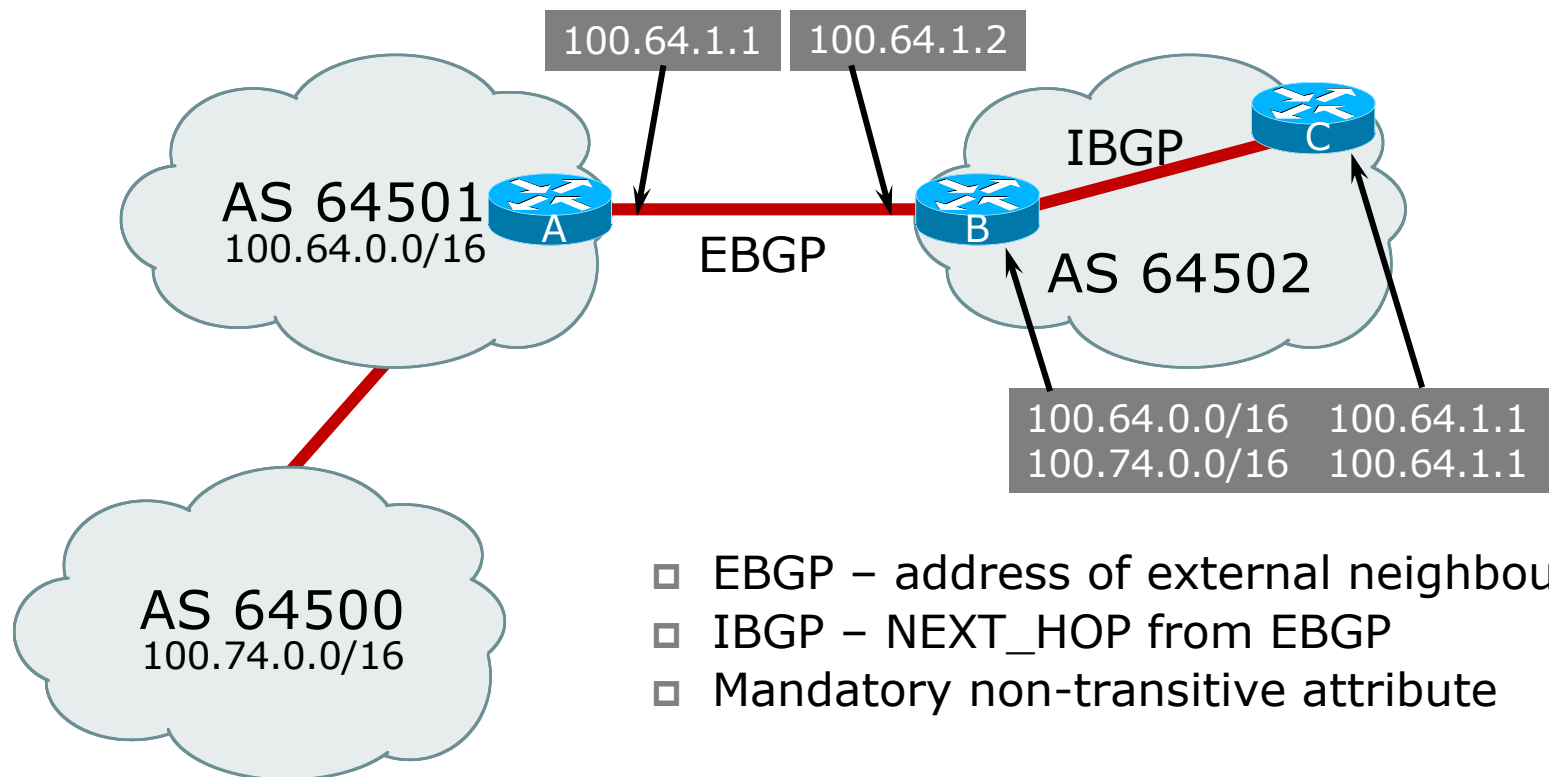 100.64.1.1
100.64.1.2
C
IBGP
AS 64501
100.64.0.0/16
A
B
EBGP
AS 64502
100.64.0.0/16 100.64.1.1
100.74.0.0/16 100.64.1.1
AS 64500
100.74.0.0/16
EBGP – address of external neighbou
IBGP – NEXT_HOP from EBGP
Mandatory non-transitive attribute